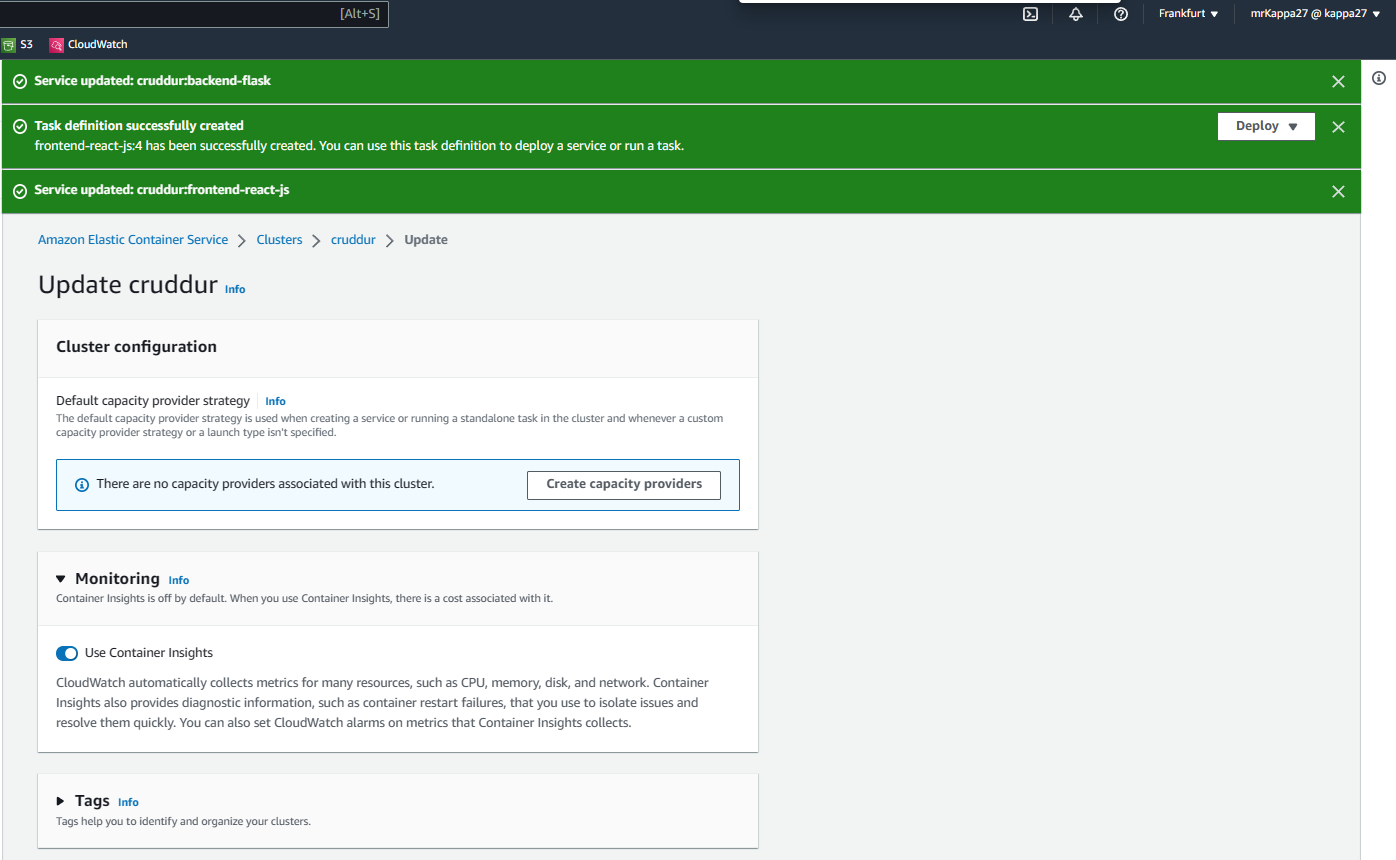 [Alt+S]
Frankfurt ▼
mrKappa27 @ kappa27 ▼
S3
CloudWatch
Service updated: cruddur:backend-flask
Task definition successfully created
Deploy ▼
frontend-react-js:4 has been successfully created. You can use this task definition to deploy a service or run a task.
Service updated: cruddur:frontend-react-js
Amazon Elastic Container Service > Clusters > cruddur > Update
Update cruddur Info
Cluster configuration
Default capacity provider strategy Info
The default capacity provider strategy is used when creating a service or running a standalone task in the cluster and whenever a custom
capacity provider strategy or a launch type isn't specified.
There are no capacity providers associated with this cluster.
Create capacity providers
Monitoring Info
Container Insights is off by default. When you use Container Insights, there is a cost associated with it.
Use Container Insights
CloudWatch automatically collects metrics for many resources, such as CPU, memory, disk, and network. Container
Insights also provides diagnostic information, such as container restart failures, that you use to isolate issues and
resolve them quickly. You can also set CloudWatch alarms on metrics that Container Insights collects.
Tags Info
Tags help you to identify and organize your clusters.